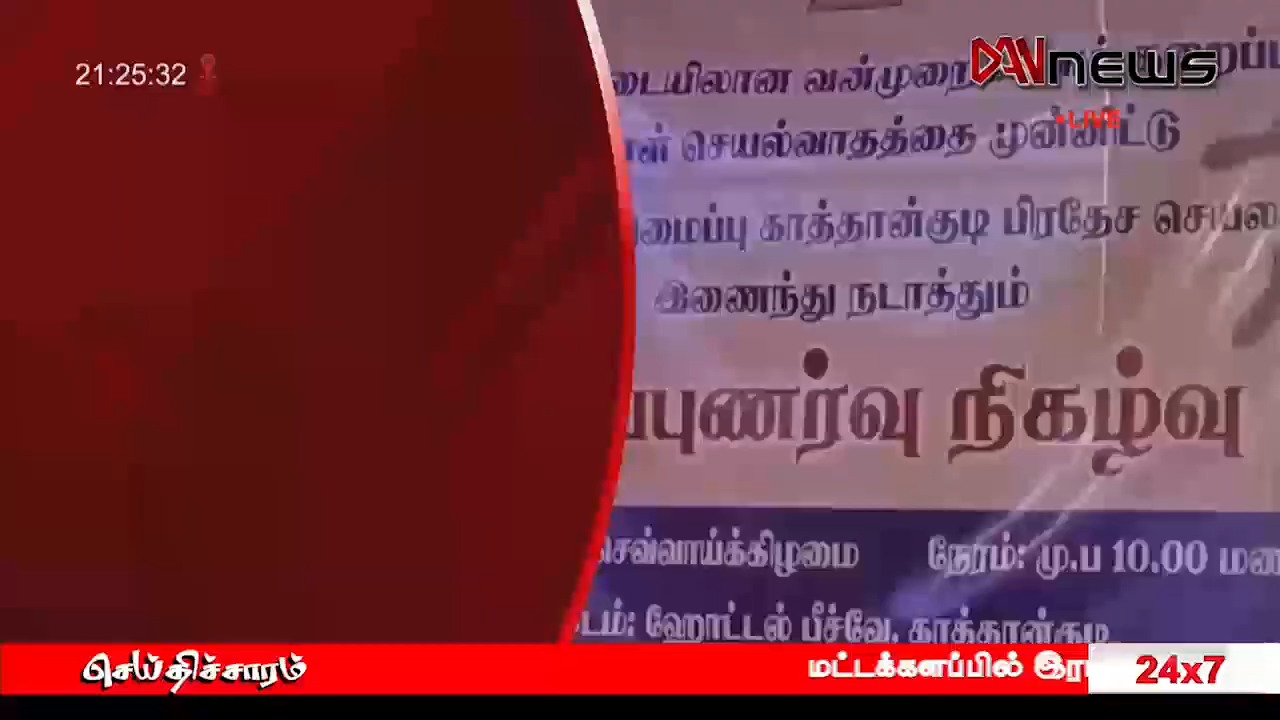 21:25:32
DAN news
LIVE
டையிலான வன்முறை
செயல்வாதத்தை முன்னிட்டு
மைப்பு காத்தான்குடி பிரதேச செயல
இணைந்து நடாத்தும்
புணர்வு நிகழ்வு
செவ்வாய்க்கிழமை நேரம்: மு.ப 10.00 மணி
டம்: ஹோட்டல் பீச்வே, காத்தான்குடி
செய்திச்சாரம் மட்டக்களப்பில் இரா 24x7